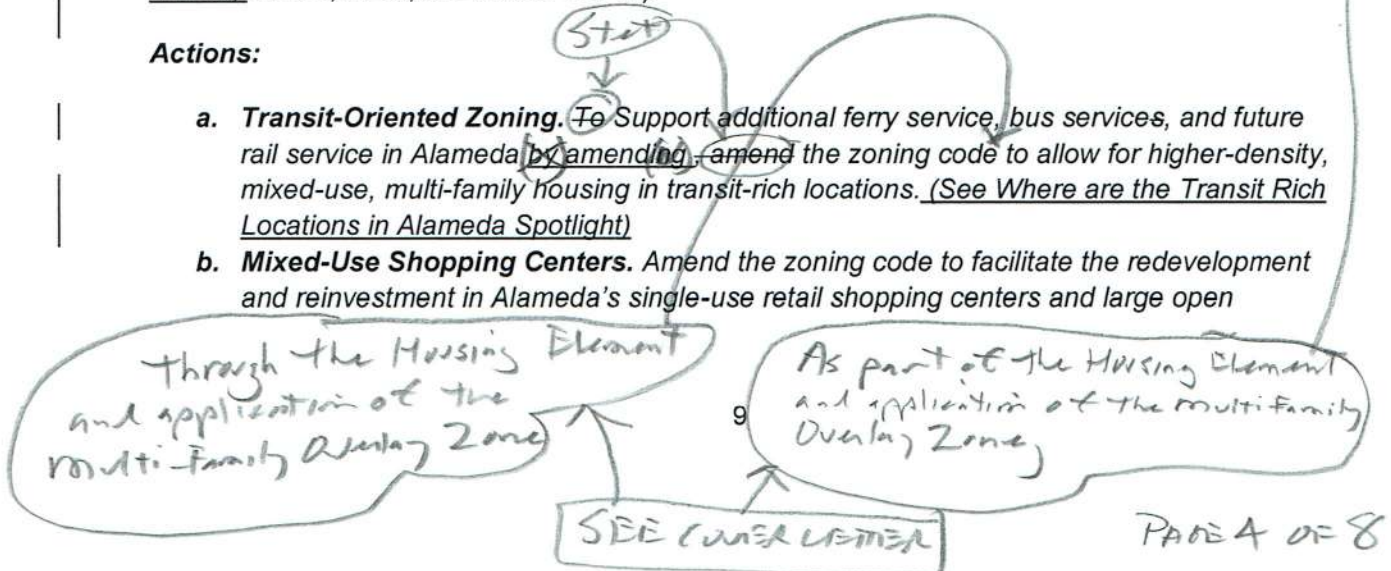 Stet
Actions:
a. Transit-Oriented Zoning. To Support additional ferry service, bus services, and future
rail service in Alameda by amending , amend the zoning code to allow for higher-density,
mixed-use, multi-family housing in transit-rich locations. (See Where are the Transit Rich
Locations in Alameda Spotlight)
b. Mixed-Use Shopping Centers. Amend the zoning code to facilitate the redevelopment
and reinvestment in Alameda's single-use retail shopping centers and large open
through the Housing Element
and application of the
multi-Family Overlay Zone
As part of the Housing Element
and application of the multi Family
Overlay Zone,
9
SEE COVER LETTER
PAGE 4 OF 8